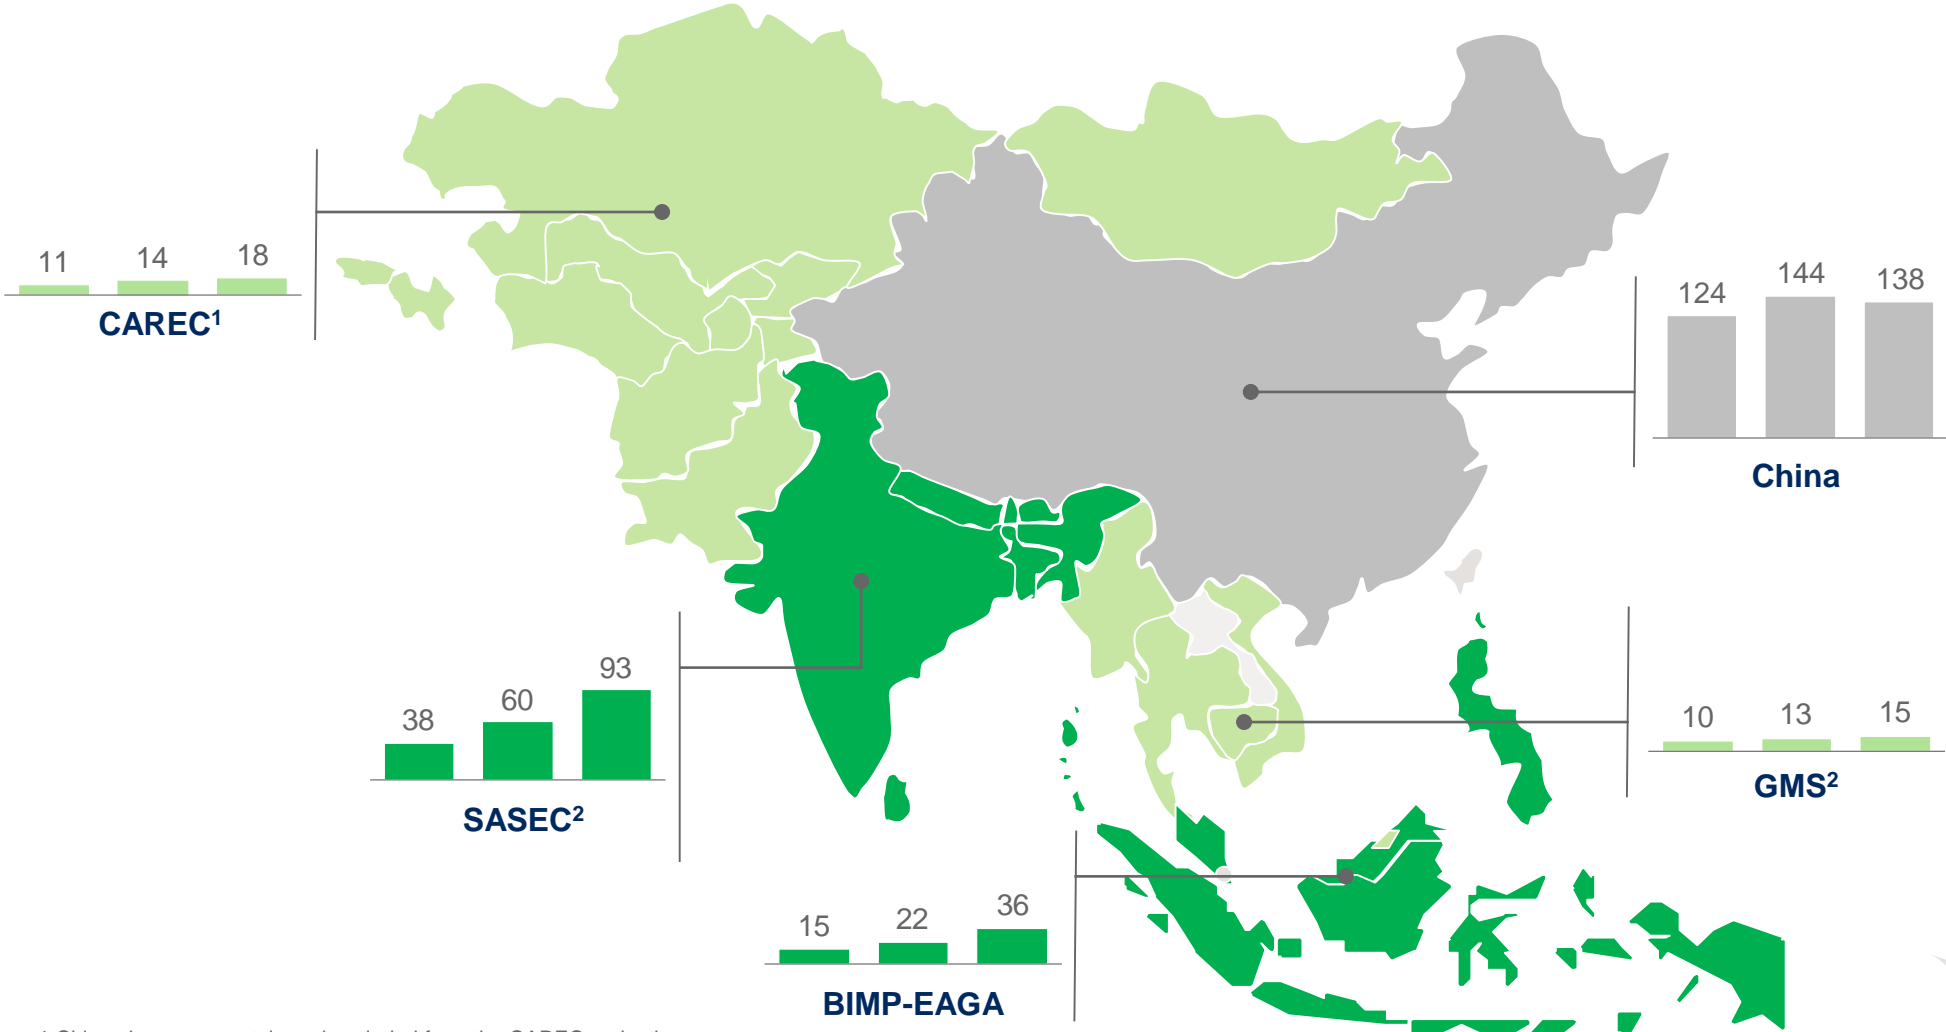 11 14 18
CAREC¹
124 144 138
China
38 60 93
SASEC²
10 13 15
GMS²
15 22 36
BIMP-EAGA